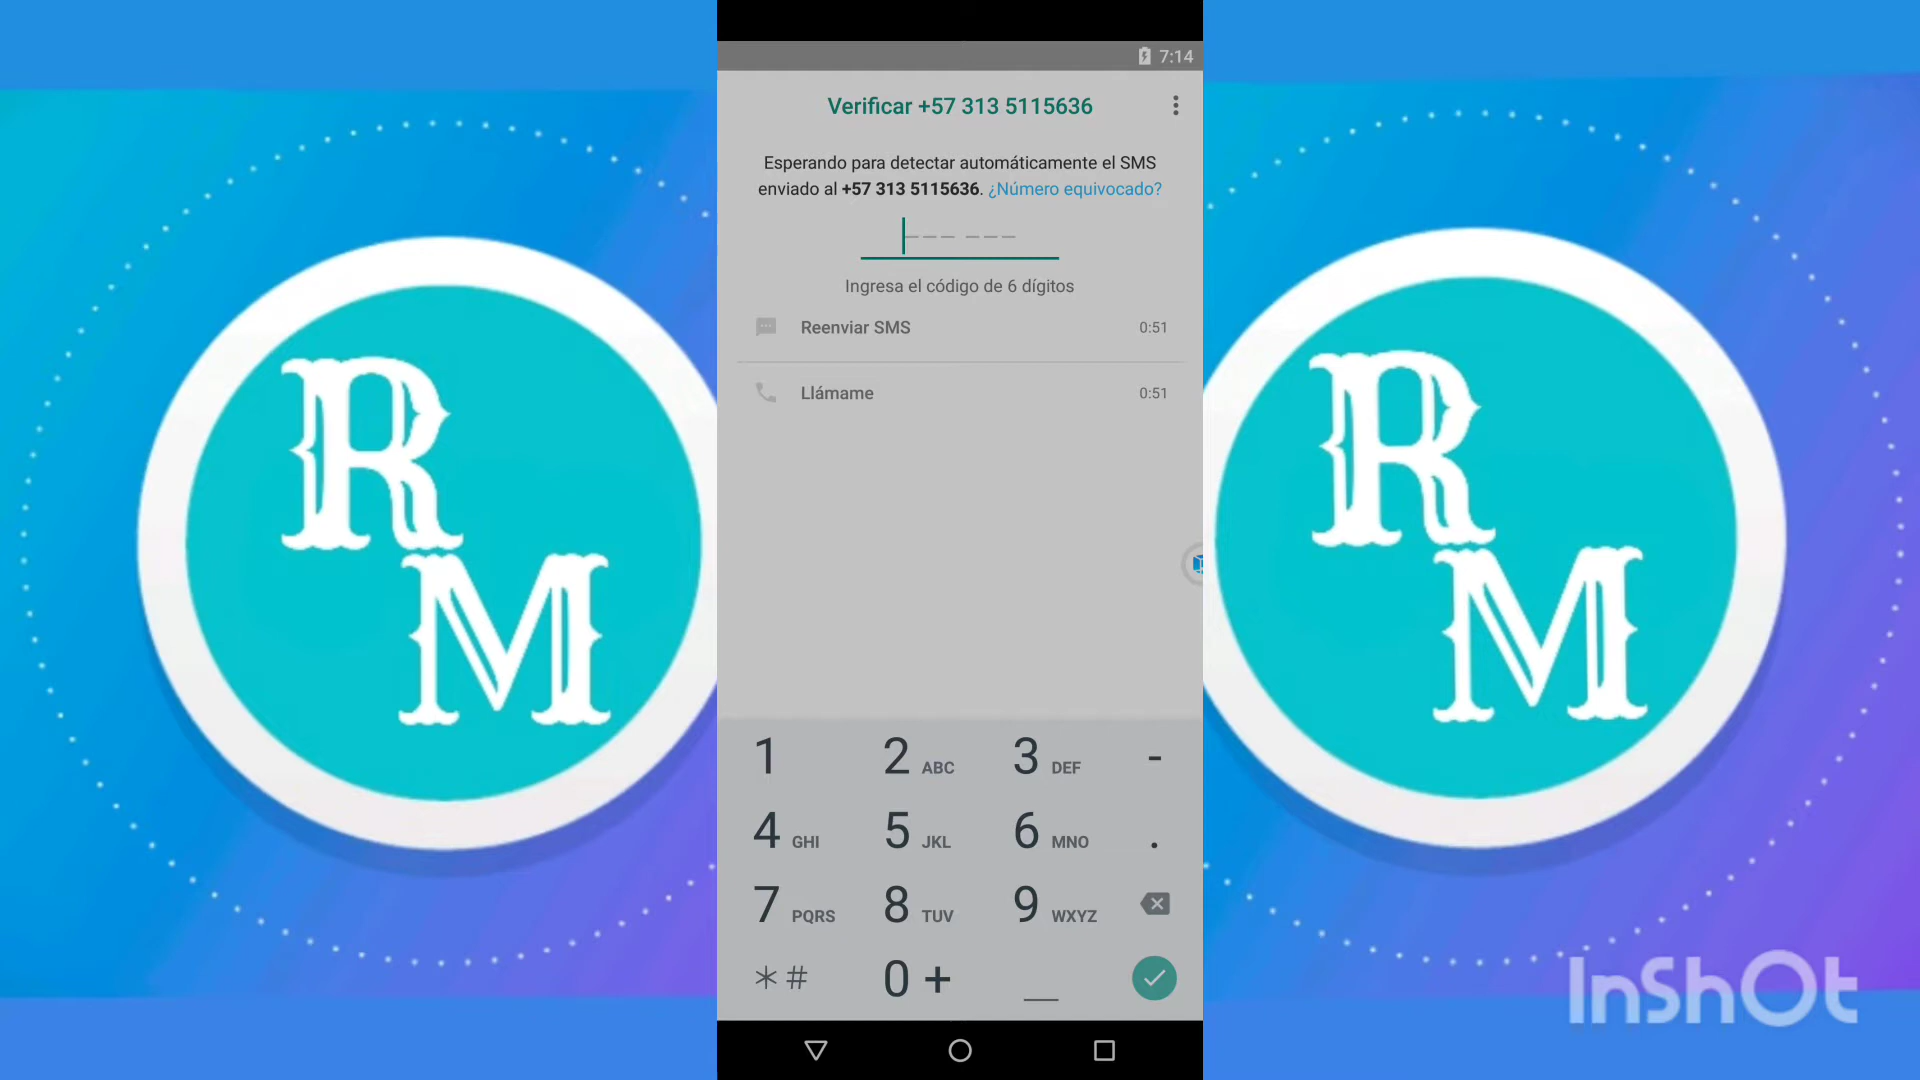 7:14
Verificar +57 313 5115636
Esperando para detectar automáticamente el SMS
enviado al +57 313 5115636. ¿Número equivocado?
Ingresa el código de 6 dígitos
Reenviar SMS 0:51
Llámame 0:51
R
M
R
M
1 2 ABC 3 DEF -
4 GHI 5 JKL 6 MNO .
7 PQRS 8 TUV 9 WXYZ
* # 0 +
InShOt